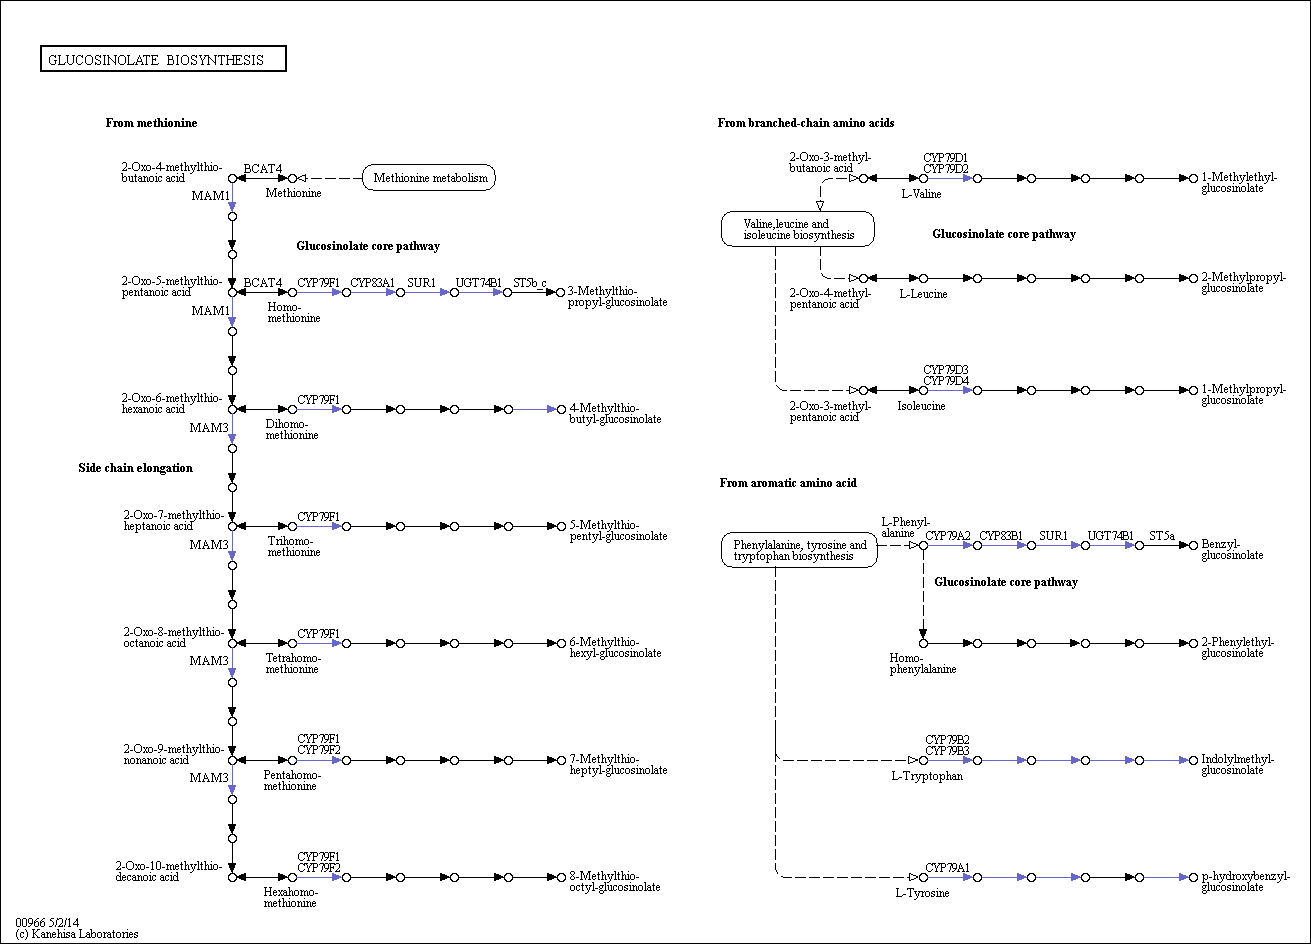 GLUCOSINOLATE BIOSYNTHESIS
From methionine
2-Oxo-4-methylthio-
butanoic acid
BCAT4
Methionine
Methionine metabolism
MAM1
Glucosinolate core pathway
2-Oxo-5-methylthio-
pentanoic acid
BCAT4
CYP79F1
CYP83A1
SUR1
UGT74B1
ST5b_c
Homo-
methionine
3-Methylthio-
propyl-glucosinolate
MAM1
2-Oxo-6-methylthio-
hexanoic acid
CYP79F1
Dihomo-
methionine
4-Methylthio-
butyl-glucosinolate
MAM3
Side chain elongation
2-Oxo-7-methylthio-
heptanoic acid
CYP79F1
Trihomo-
methionine
5-Methylthio-
pentyl-glucosinolate
MAM3
2-Oxo-8-methylthio-
octanoic acid
CYP79F1
Tetrahomo-
methionine
6-Methylthio-
hexyl-glucosinolate
MAM3
2-Oxo-9-methylthio-
nonanoic acid
CYP79F1
CYP79F2
Pentahomo-
methionine
7-Methylthio-
heptyl-glucosinolate
MAM3
2-Oxo-10-methylthio-
decanoic acid
CYP79F1
CYP79F2
Hexahomo-
methionine
8-Methylthio-
octyl-glucosinolate
From branched-chain amino acids
2-Oxo-3-methyl-
butanoic acid
CYP79D1
CYP79D2
L-Valine
1-Methylethyl-
glucosinolate
Valine,leucine and
isoleucine biosynthesis
Glucosinolate core pathway
2-Oxo-4-methyl-
pentanoic acid
L-Leucine
2-Methylpropyl-
glucosinolate
CYP79D3
CYP79D4
2-Oxo-3-methyl-
pentanoic acid
Isoleucine
1-Methylpropyl-
glucosinolate
From aromatic amino acid
Phenylalanine, tyrosine and
tryptophan biosynthesis
L-Phenyl-
alanine
CYP79A2
CYP83B1
SUR1
UGT74B1
ST5a
Benzyl-
glucosinolate
Glucosinolate core pathway
Homo-
phenylalanine
2-Phenylethyl-
glucosinolate
CYP79B2
CYP79B3
L-Tryptophan
Indolylmethyl-
glucosinolate
CYP79A1
L-Tyrosine
p-hydroxybenzyl-
glucosinolate
00966 5/2/14
(c) Kanehisa Laboratories